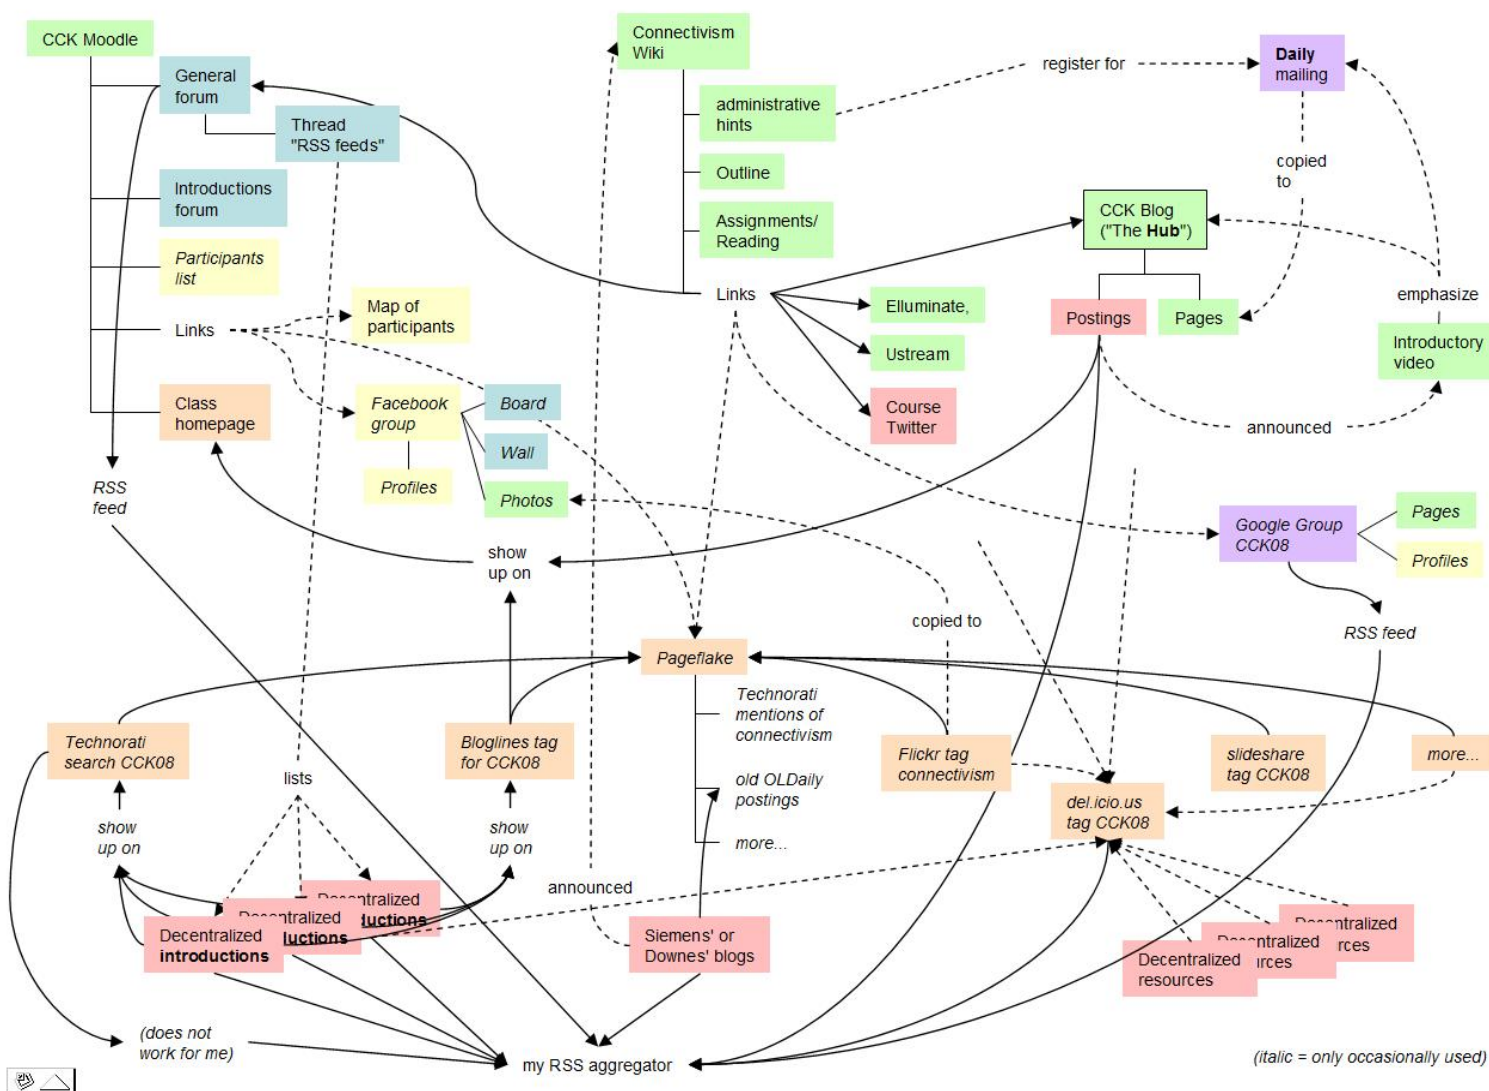 CCK Moodle
General
forum
Thread
"RSS feeds"
Introductions
forum
Participants
list
Links
Map of
participants
Class
homepage
Facebook
group
Profiles
Board
Wall
Photos
RSS
feed
Connectivism
Wiki
administrative
hints
Outline
Assignments/
Reading
Links
register for
Daily
mailing
copied
to
CCK Blog
("The Hub")
Postings
Pages
Elluminate,
Ustream
Course
Twitter
emphasize
Introductory
video
announced
Google Group
CCK08
Pages
Profiles
RSS feed
show
up on
copied to
Pageflake
Technorati
mentions of
connectivism
old OLDaily
postings
more...
Technorati
search CCK08
Bloglines tag
for CCK08
Flickr tag
connectivism
slideshare
tag CCK08
more...
del.icio.us
tag CCK08
lists
show
up on
show
up on
announced
Decentralized
introductions
Siemens' or
Downes' blogs
Decentralized
resources
(does not
work for me)
my RSS aggregator
(italic = only occasionally used)